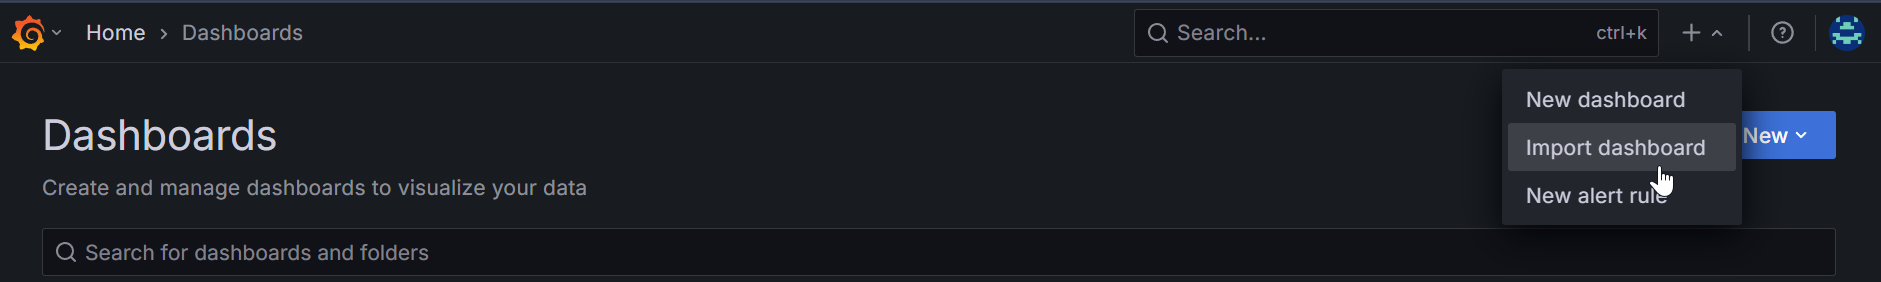 Home › Dashboards
Search... ctrl+k
New dashboard
Import dashboard
New alert rule
New
Dashboards
Create and manage dashboards to visualize your data
Search for dashboards and folders